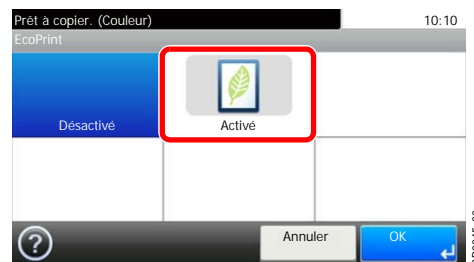 Prêt à copier. (Couleur) 10:10
EcoPrint
Désactivé Activé
? Annuler OK